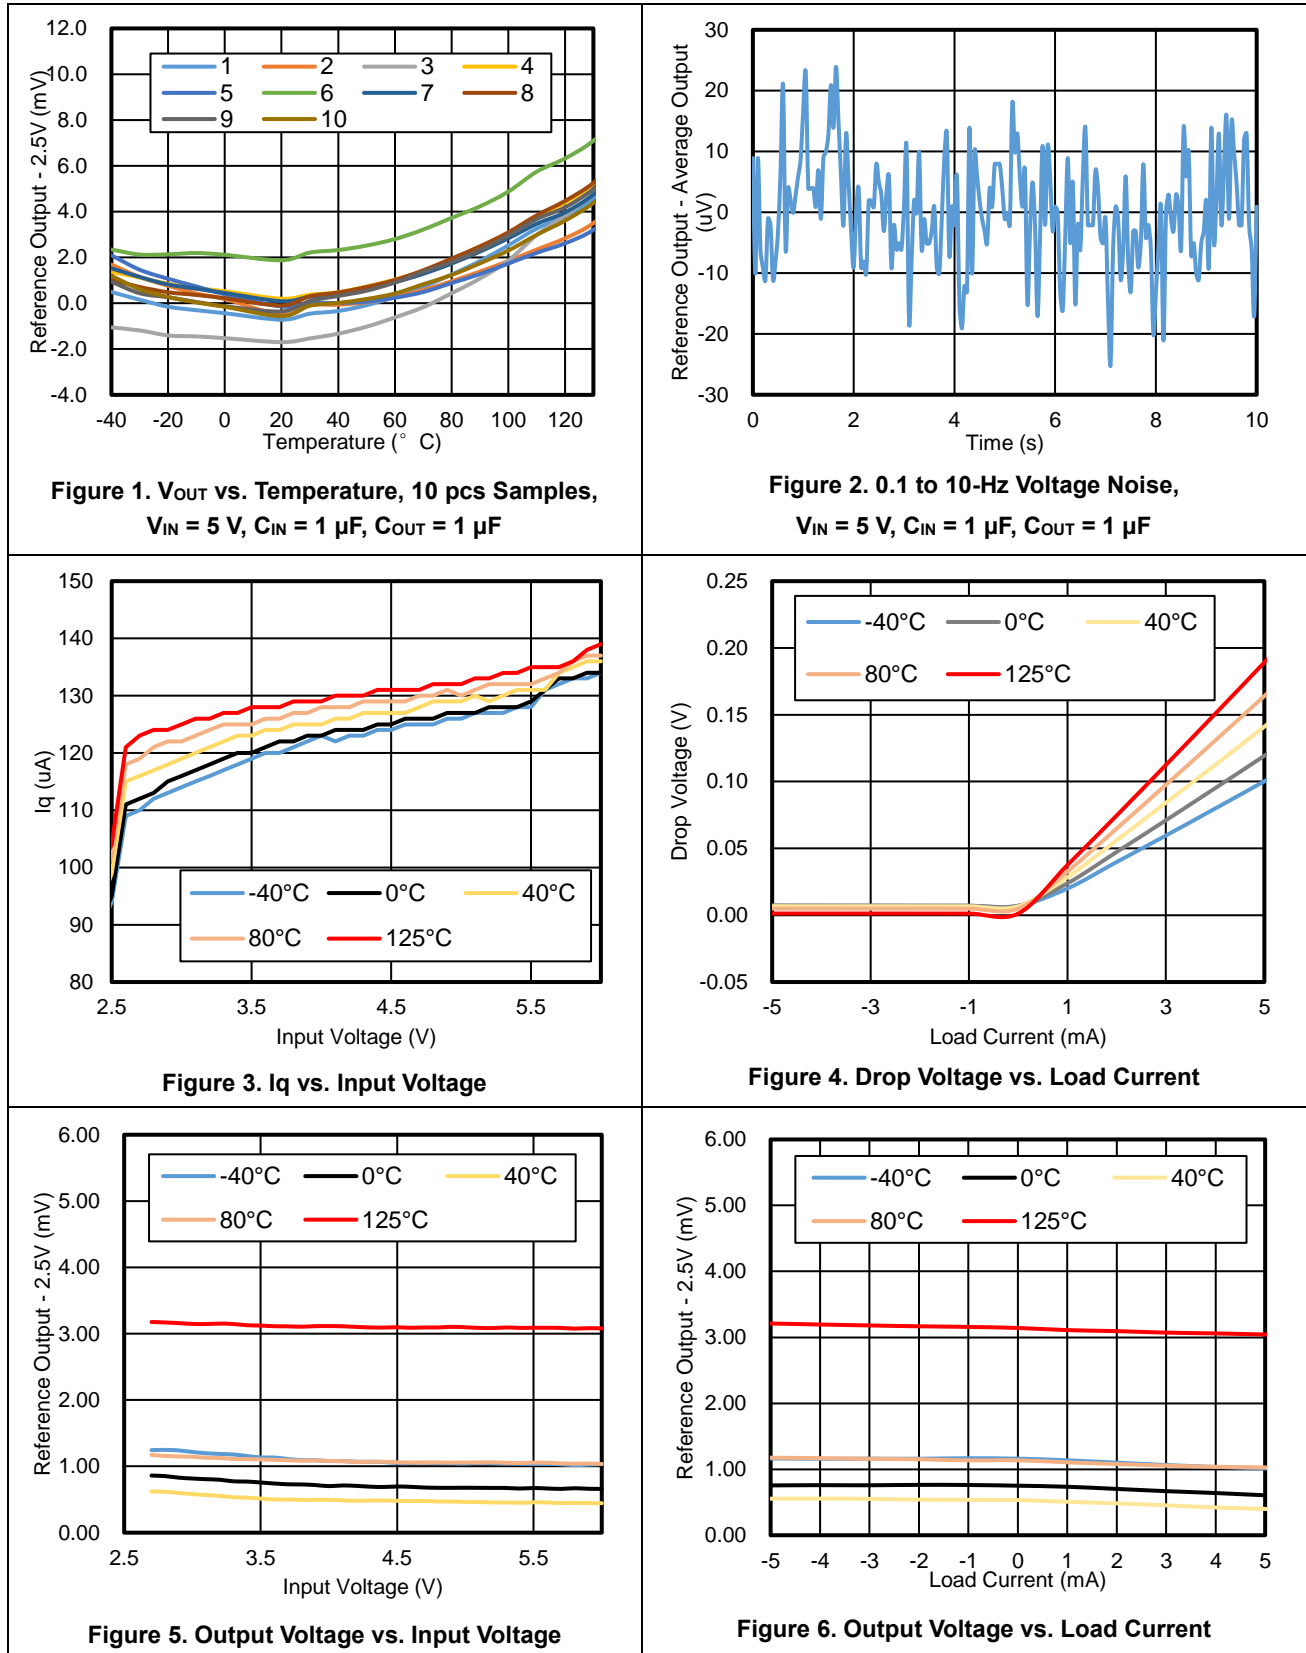 12.0
10.0
8.0
6.0
4.0
2.0
0.0
-2.0
-4.0
Reference Output - 2.5V (mV)
1 2 3 4
5 6 7 8
9 10
-40 -20 0 20 40 60 80 100 120
Temperature (° C)
Figure 1. VOUT vs. Temperature, 10 pcs Samples,
VIN = 5 V, CIN = 1 µF, COUT = 1 µF
30
20
10
0
-10
-20
-30
Reference Output - Average Output
(uV)
0 2 4 6 8 10
Time (s)
Figure 2. 0.1 to 10-Hz Voltage Noise,
VIN = 5 V, CIN = 1 µF, COUT = 1 µF
150
140
130
120
110
100
90
80
Iq (uA)
-40°C 0°C 40°C
80°C 125°C
2.5 3.5 4.5 5.5
Input Voltage (V)
Figure 3. Iq vs. Input Voltage
0.25
0.20
0.15
0.10
0.05
0.00
-0.05
Drop Voltage (V)
-40°C 0°C 40°C
80°C 125°C
-5 -3 -1 1 3 5
Load Current (mA)
Figure 4. Drop Voltage vs. Load Current
6.00
5.00
4.00
3.00
2.00
1.00
0.00
Reference Output - 2.5V (mV)
-40°C 0°C 40°C
80°C 125°C
2.5 3.5 4.5 5.5
Input Voltage (V)
Figure 5. Output Voltage vs. Input Voltage
6.00
5.00
4.00
3.00
2.00
1.00
0.00
Reference Output - 2.5V (mV)
-40°C 0°C 40°C
80°C 125°C
-5 -4 -3 -2 -1 0 1 2 3 4 5
Load Current (mA)
Figure 6. Output Voltage vs. Load Current